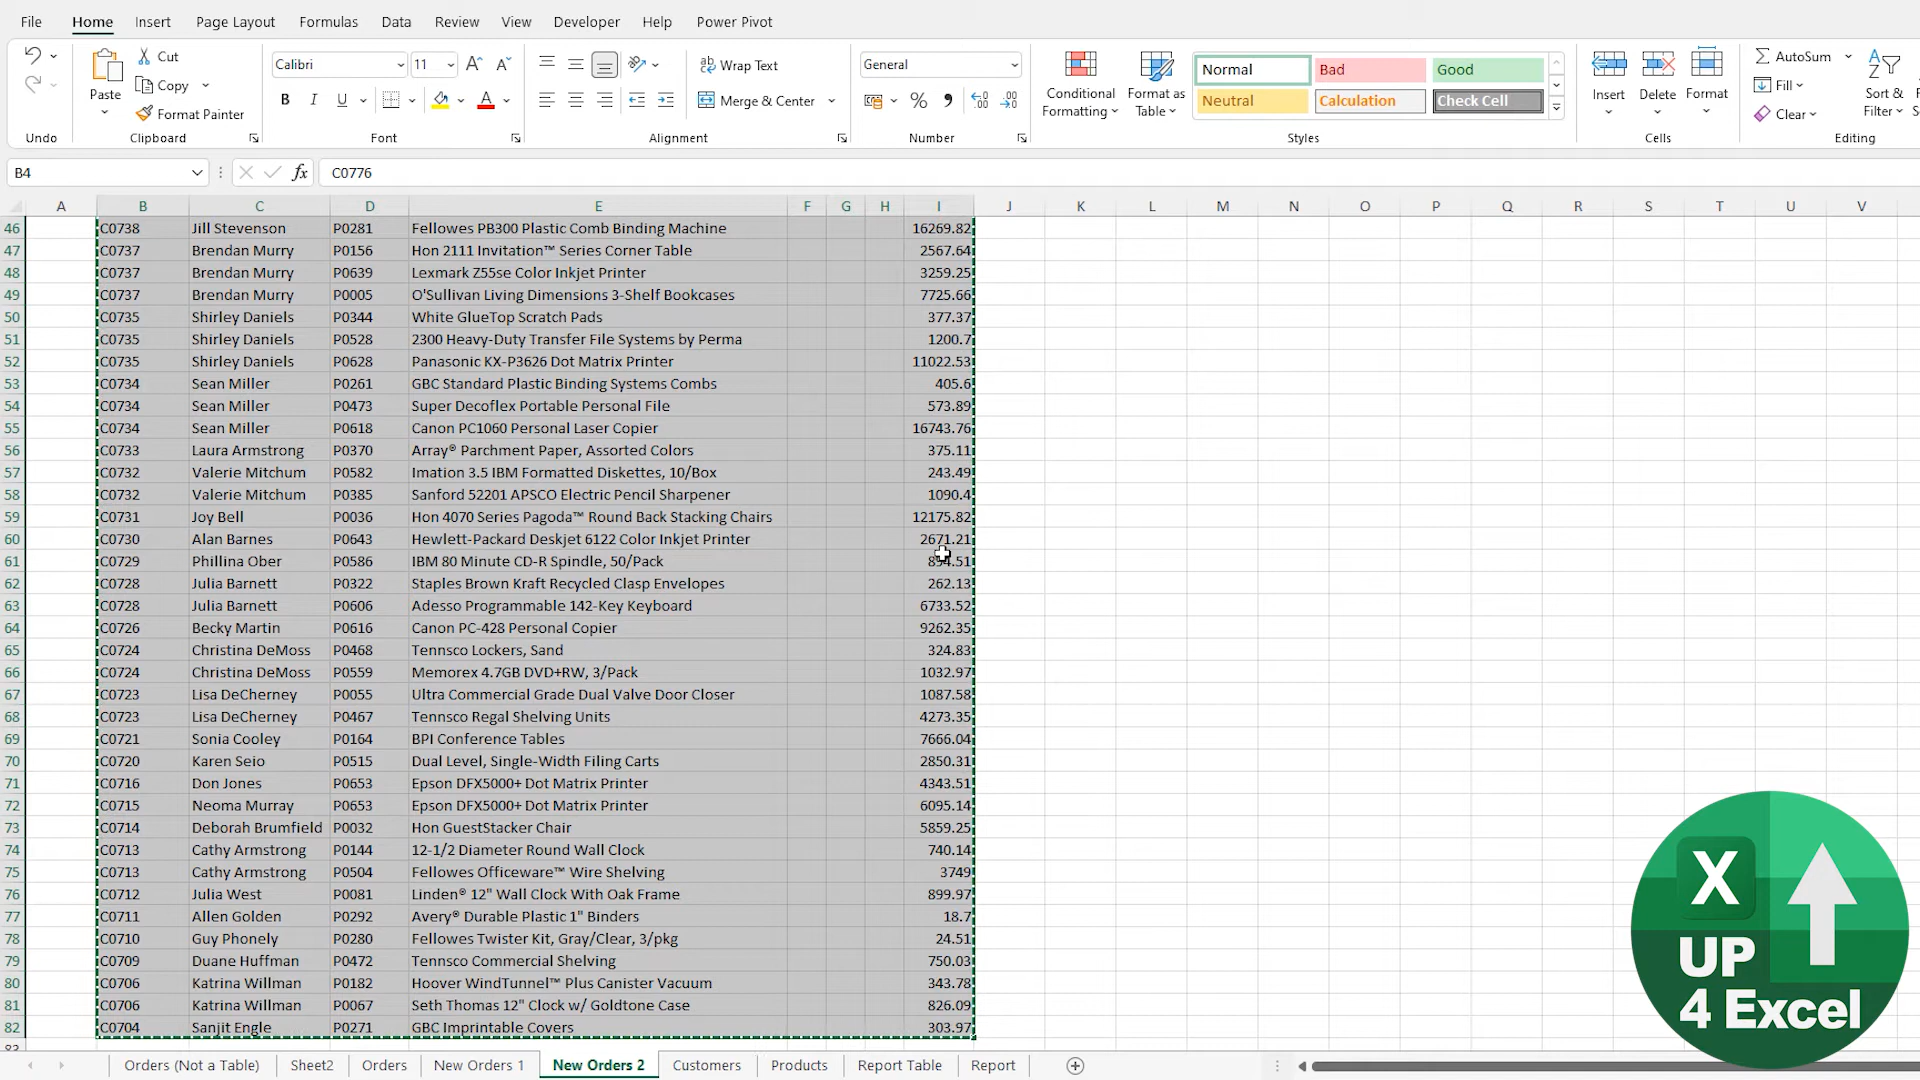 File Home Insert Page Layout Formulas Data Review View Developer Help Power Pivot
Cut Calibri 11 Wrap Text General Normal Bad Good AutoSum
Copy Fill
Paste Conditional Format as Insert Delete Format Sort &
Format Painter B I U Merge & Center % Formatting Table Neutral Calculation Check Cell Clear Filter
Undo Clipboard Font Alignment Number Styles Cells Editing
B4 fx C0776
A B C D E F G H I J K L M N O P Q R S T U V
46 C0738 Jill Stevenson P0281 Fellowes PB300 Plastic Comb Binding Machine 16269.82
47 C0737 Brendan Murry P0156 Hon 2111 Invitation™ Series Corner Table 2567.64
48 C0737 Brendan Murry P0639 Lexmark Z55se Color Inkjet Printer 3259.25
49 C0737 Brendan Murry P0005 O'Sullivan Living Dimensions 3-Shelf Bookcases 7725.66
50 C0735 Shirley Daniels P0344 White GlueTop Scratch Pads 377.37
51 C0735 Shirley Daniels P0528 2300 Heavy-Duty Transfer File Systems by Perma 1200.7
52 C0735 Shirley Daniels P0628 Panasonic KX-P3626 Dot Matrix Printer 11022.53
53 C0734 Sean Miller P0261 GBC Standard Plastic Binding Systems Combs 405.6
54 C0734 Sean Miller P0473 Super Decoflex Portable Personal File 573.89
55 C0734 Sean Miller P0618 Canon PC1060 Personal Laser Copier 16743.76
56 C0733 Laura Armstrong P0370 Array® Parchment Paper, Assorted Colors 375.11
57 C0732 Valerie Mitchum P0582 Imation 3.5 IBM Formatted Diskettes, 10/Box 243.49
58 C0732 Valerie Mitchum P0385 Sanford 52201 APSCO Electric Pencil Sharpener 1090.4
59 C0731 Joy Bell P0036 Hon 4070 Series Pagoda™ Round Back Stacking Chairs 12175.82
60 C0730 Alan Barnes P0643 Hewlett-Packard Deskjet 6122 Color Inkjet Printer 2671.21
61 C0729 Phillina Ober P0586 IBM 80 Minute CD-R Spindle, 50/Pack
62 C0728 Julia Barnett P0322 Staples Brown Kraft Recycled Clasp Envelopes 262.13
63 C0728 Julia Barnett P0606 Adesso Programmable 142-Key Keyboard 6733.52
64 C0726 Becky Martin P0616 Canon PC-428 Personal Copier 9262.35
65 C0724 Christina DeMoss P0468 Tennsco Lockers, Sand 324.83
66 C0724 Christina DeMoss P0559 Memorex 4.7GB DVD+RW, 3/Pack 1032.97
67 C0723 Lisa DeCherney P0055 Ultra Commercial Grade Dual Valve Door Closer 1087.58
68 C0723 Lisa DeCherney P0467 Tennsco Regal Shelving Units 4273.35
69 C0721 Sonia Cooley P0164 BPI Conference Tables 7666.04
70 C0720 Karen Seio P0515 Dual Level, Single-Width Filing Carts 2850.31
71 C0716 Don Jones P0653 Epson DFX5000+ Dot Matrix Printer 4343.51
72 C0715 Neoma Murray P0653 Epson DFX5000+ Dot Matrix Printer 6095.14
73 C0714 Deborah Brumfield P0032 Hon GuestStacker Chair 5859.25
74 C0713 Cathy Armstrong P0144 12-1/2 Diameter Round Wall Clock 740.14
75 C0713 Cathy Armstrong P0504 Fellowes Officeware™ Wire Shelving 3749
76 C0712 Julia West P0081 Linden® 12" Wall Clock With Oak Frame 899.97
77 C0711 Allen Golden P0292 Avery® Durable Plastic 1" Binders 18.7
78 C0710 Guy Phonely P0280 Fellowes Twister Kit, Gray/Clear, 3/pkg 24.51
79 C0709 Duane Huffman P0472 Tennsco Commercial Shelving 750.03
80 C0706 Katrina Willman P0182 Hoover WindTunnel™ Plus Canister Vacuum 343.78
81 C0706 Katrina Willman P0067 Seth Thomas 12" Clock w/ Goldtone Case 826.09
82 C0704 Sanjit Engle P0271 GBC Imprintable Covers 303.97
X
UP
4 Excel
Orders (Not a Table) Sheet2 Orders New Orders 1 New Orders 2 Customers Products Report Table Report